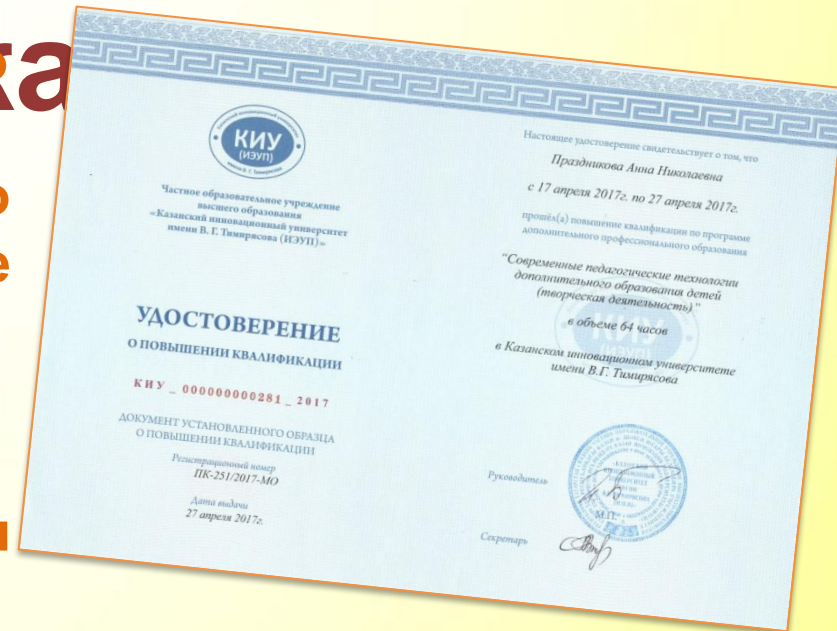 ка
о
е
и
КИУ
(ИЭУП)
Частное образовательное учреждение
высшего образования
«Казанский инновационный университет
имени В. Г. Тимирясова (ИЭУП)»
УДОСТОВЕРЕНИЕ
О ПОВЫШЕНИИ КВАЛИФИКАЦИИ
КИУ _ 000000000281 _ 2017
ДОКУМЕНТ УСТАНОВЛЕННОГО ОБРАЗЦА
О ПОВЫШЕНИИ КВАЛИФИКАЦИИ
Регистрационный номер
ПК-251/2017-МО
Дата выдачи
27 апреля 2017г.
Настоящее удостоверение свидетельствует о том, что
Праздникова Анна Николаевна
с 17 апреля 2017г. по 27 апреля 2017г.
прошёл(а) повышение квалификации по программе
дополнительного профессионального образования
"Современные педагогические технологии
дополнительного образования детей
(творческая деятельность)"
в объеме 64 часов
в Казанском инновационном университете
имени В.Г. Тимирясова
Руководитель
М.П.
Секретарь